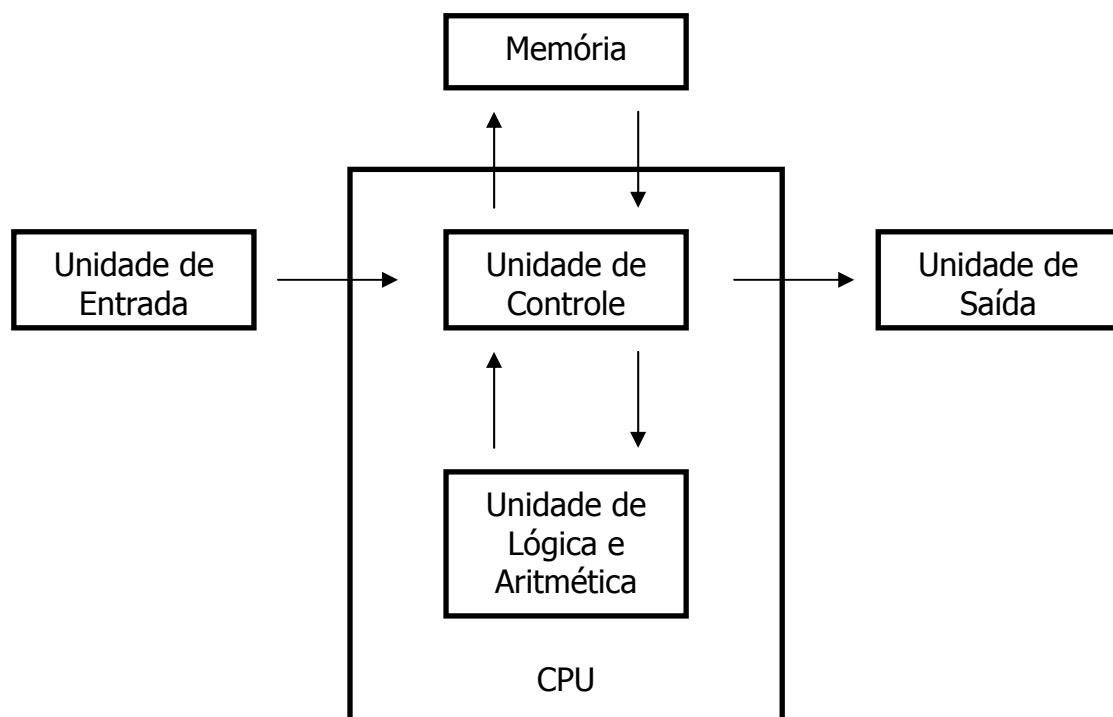 Memória
Unidade de
Entrada
Unidade de
Controle
Unidade de
Saída
Unidade de
Lógica e
Aritmética
CPU